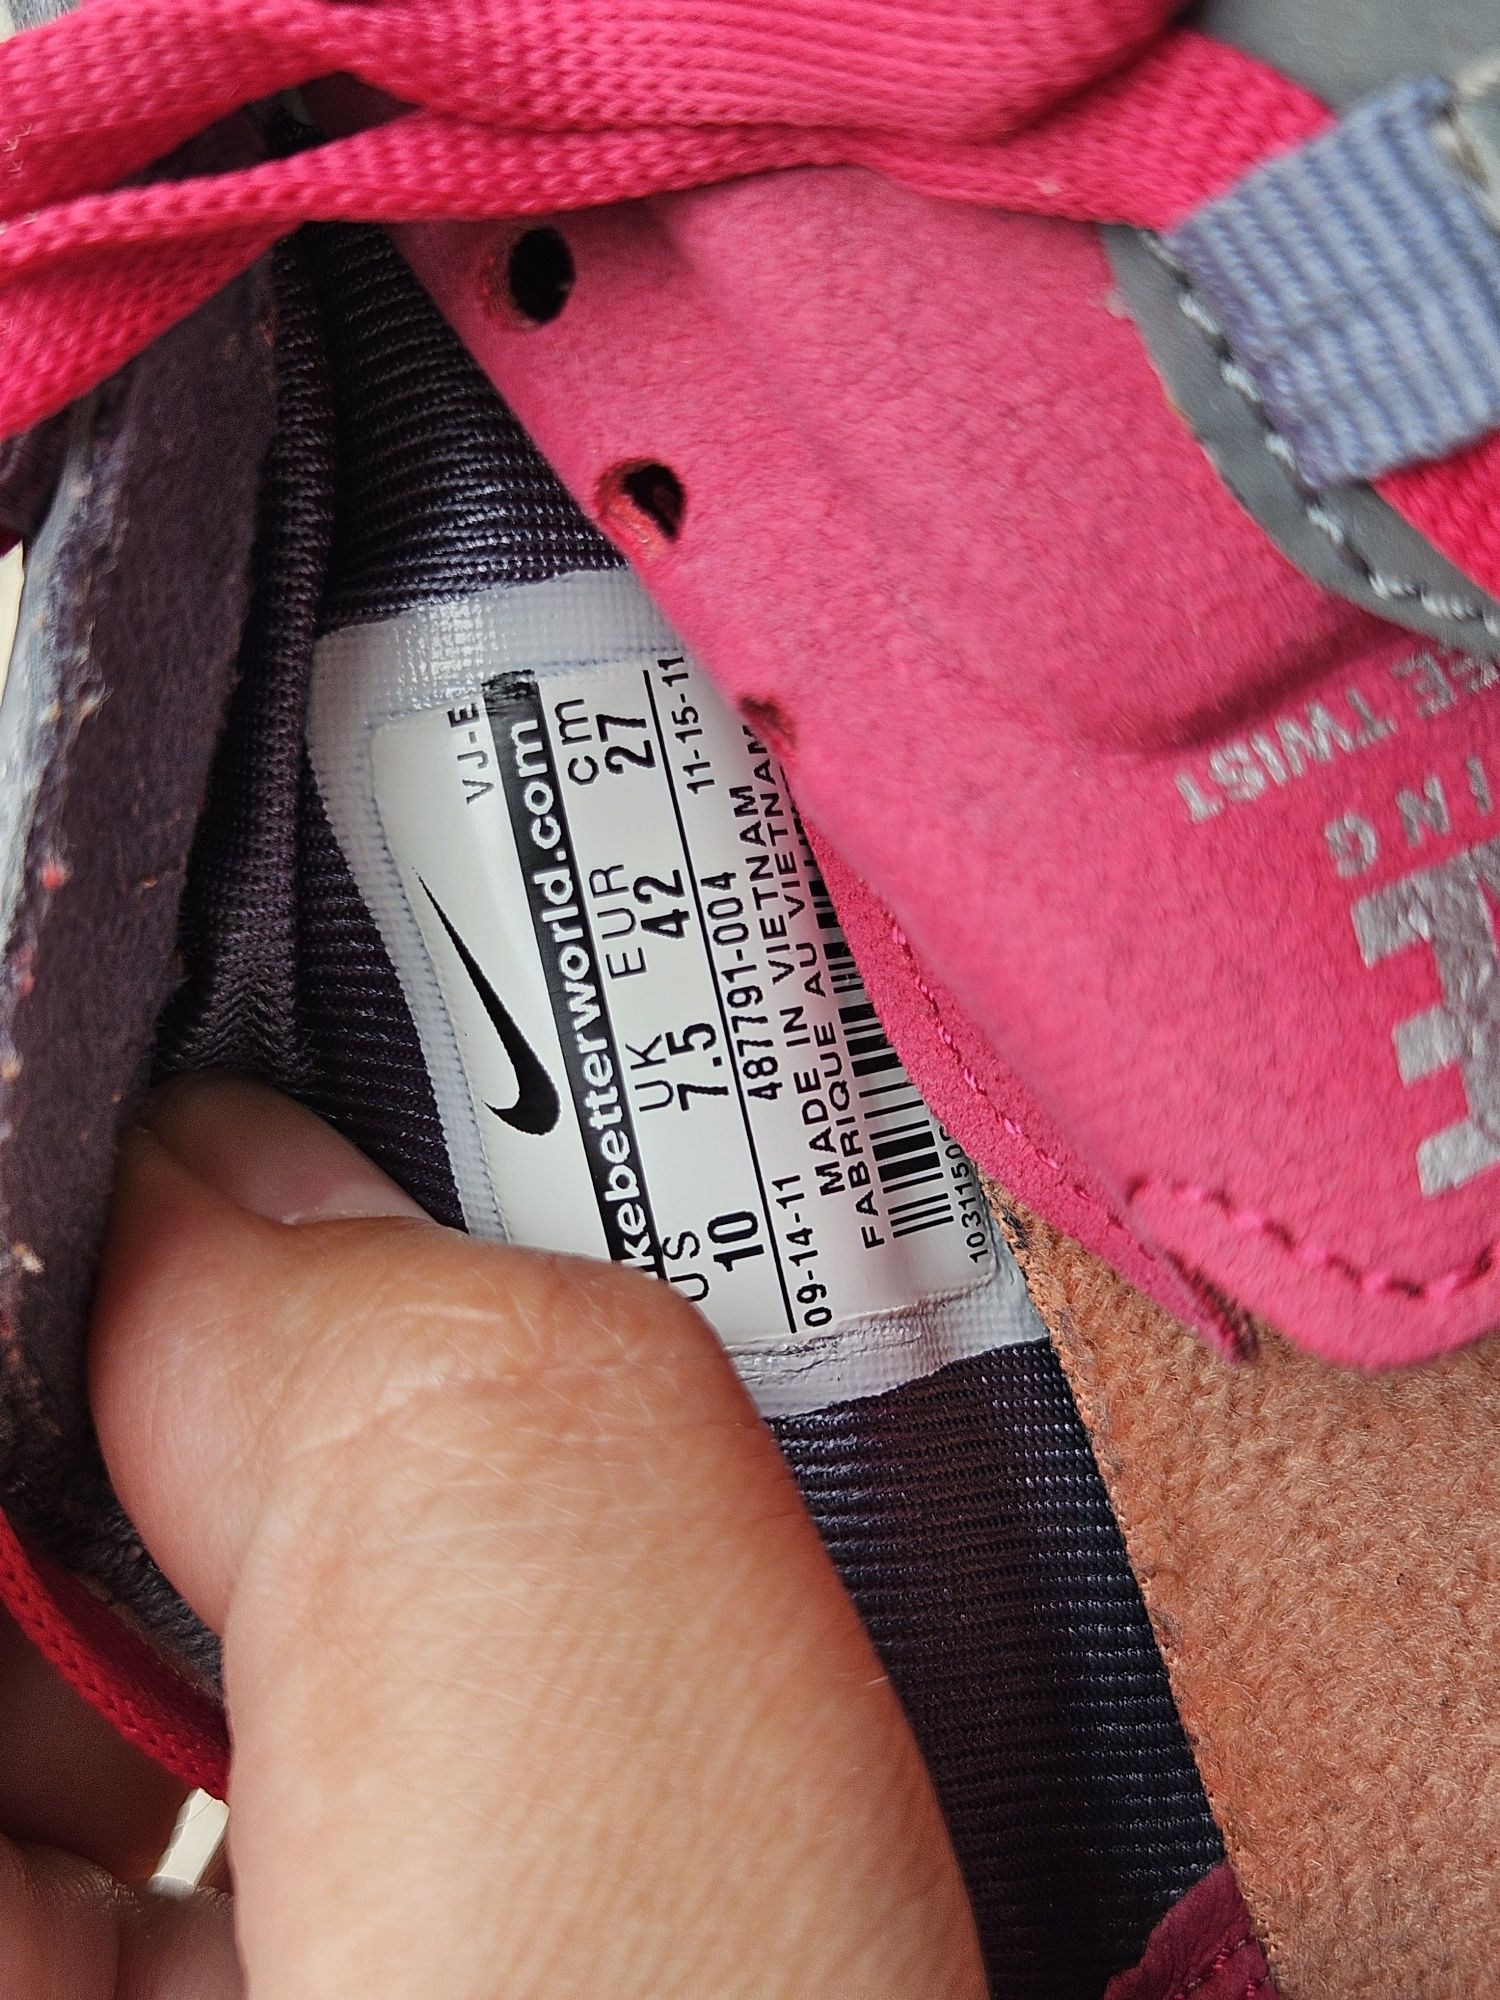 VJ-E
kebetterworld.com
US UK EUR cm
10 7.5 42 27
09-14-11 487791-004 11-15-11
MADE IN VIETNAM
FABRIQUE AU VIETNAM
TWIST